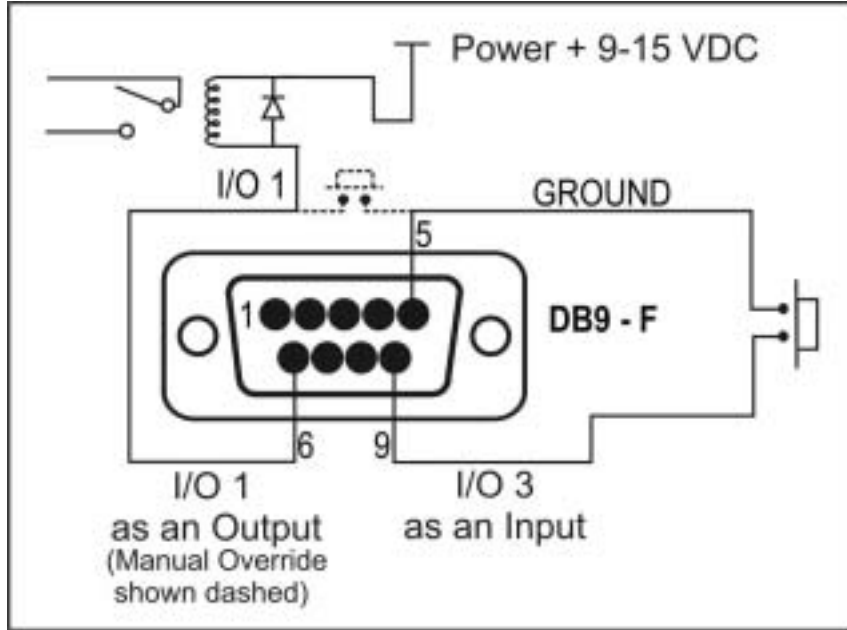 Power + 9-15 VDC
I/O 1
GROUND
5
1
DB9 - F
6
9
I/O 1
as an Output
(Manual Override
shown dashed)
I/O 3
as an Input